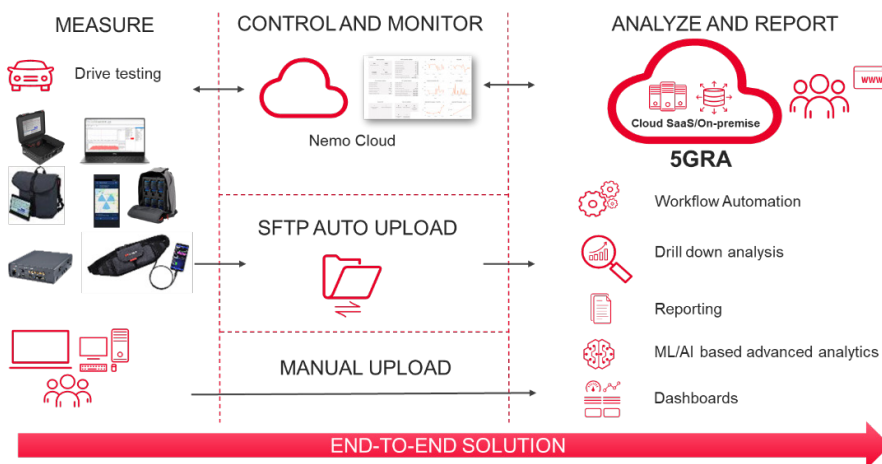 MEASURE
CONTROL AND MONITOR
ANALYZE AND REPORT
Drive testing
WWW
Cloud SaaS/On-premise
Nemo Cloud
5GRA
Workflow Automation
SFTP AUTO UPLOAD
Drill down analysis
Reporting
MANUAL UPLOAD
ML/AI based advanced analytics
Dashboards
END-TO-END SOLUTION